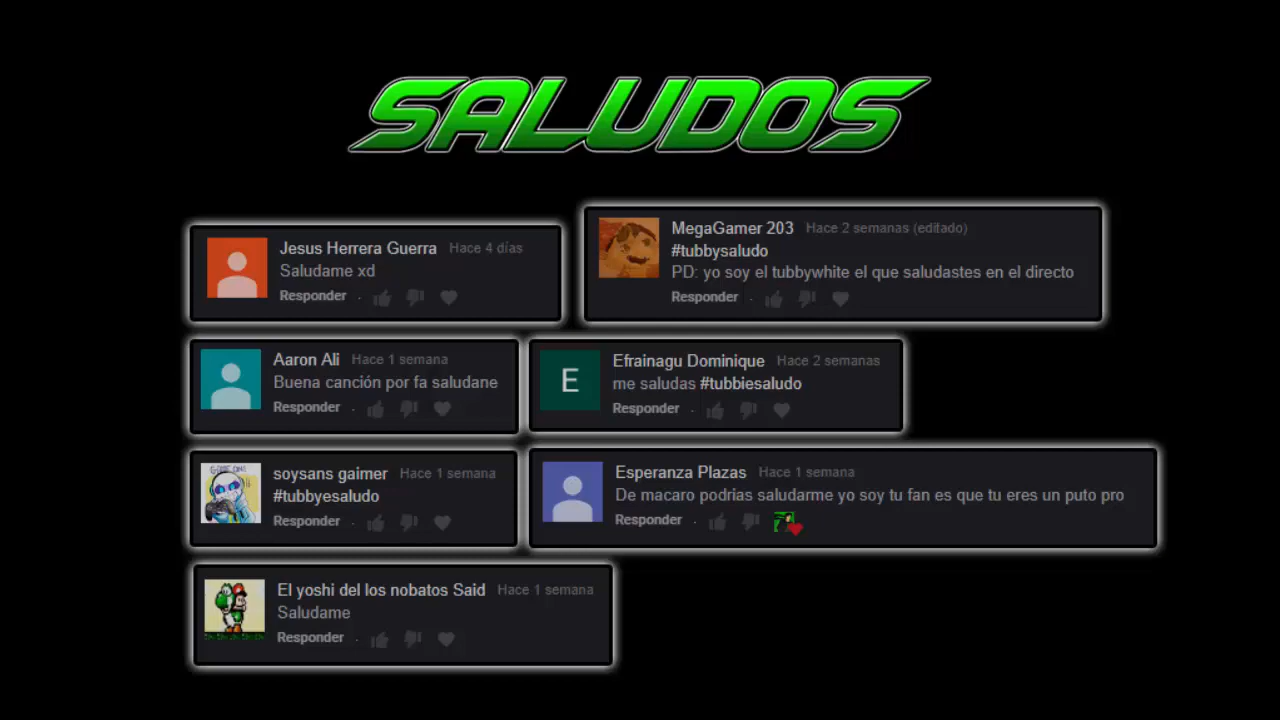 SALUDOS
Jesus Herrera Guerra Hace 4 días
Saludame xd
Responder
MegaGamer 203 Hace 2 semanas (editado)
#tubbysaludo
PD: yo soy el tubbywhite el que saludastes en el directo
Responder
Aaron Ali Hace 1 semana
Buena canción por fa saludane
Responder
E
Efrainagu Dominique Hace 2 semanas
me saludas #tubbiesaludo
Responder
soysans gaimer Hace 1 semana
#tubbyesaludo
Responder
Esperanza Plazas Hace 1 semana
De macaro podrias saludarme yo soy tu fan es que tu eres un puto pro
Responder
El yoshi del los nobatos Said Hace 1 semana
Saludame
Responder